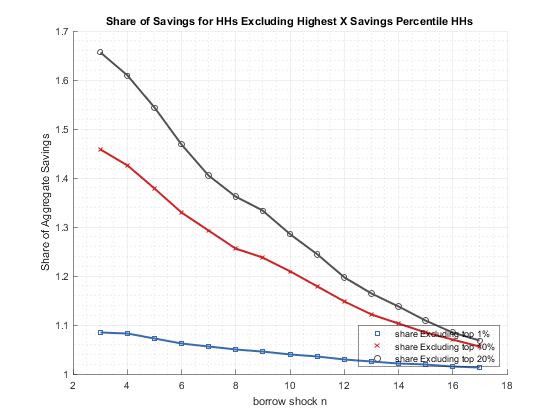 Share of Savings for HHs Excluding Highest X Savings Percentile HHs
1.7
1.6
1.5
1.4
1.3
1.2
1.1
1
Share of Aggregate Savings
share Excluding top 1%
share Excluding top 10%
share Excluding top 20%
2 4 6 8 10 12 14 16 18
borrow shock n